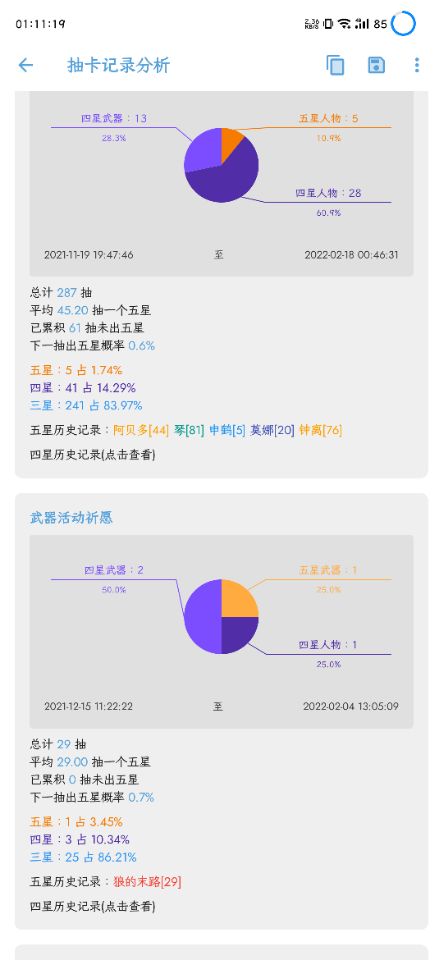 01:11:19
2.30 KB/S 85
抽卡记录分析
四星武器：13
28.3%
五星人物：5
10.9%
四星人物：28
60.9%
2021-11-19 19:47:46 至 2022-02-18 00:46:31
总计 287 抽
平均 45.20 抽一个五星
已累积 61 抽未出五星
下一抽出五星概率 0.6%
五星：5 占 1.74%
四星：41 占 14.29%
三星：241 占 83.97%
五星历史记录：阿贝多[44] 琴[81] 申鹤[5] 莫娜[20] 钟离[76]
四星历史记录(点击查看)
武器活动祈愿
四星武器：2
50.0%
五星武器：1
25.0%
四星人物：1
25.0%
2021-12-15 11:22:22 至 2022-02-04 13:05:09
总计 29 抽
平均 29.00 抽一个五星
已累积 0 抽未出五星
下一抽出五星概率 0.7%
五星：1 占 3.45%
四星：3 占 10.34%
三星：25 占 86.21%
五星历史记录：狼的末路[29]
四星历史记录(点击查看)